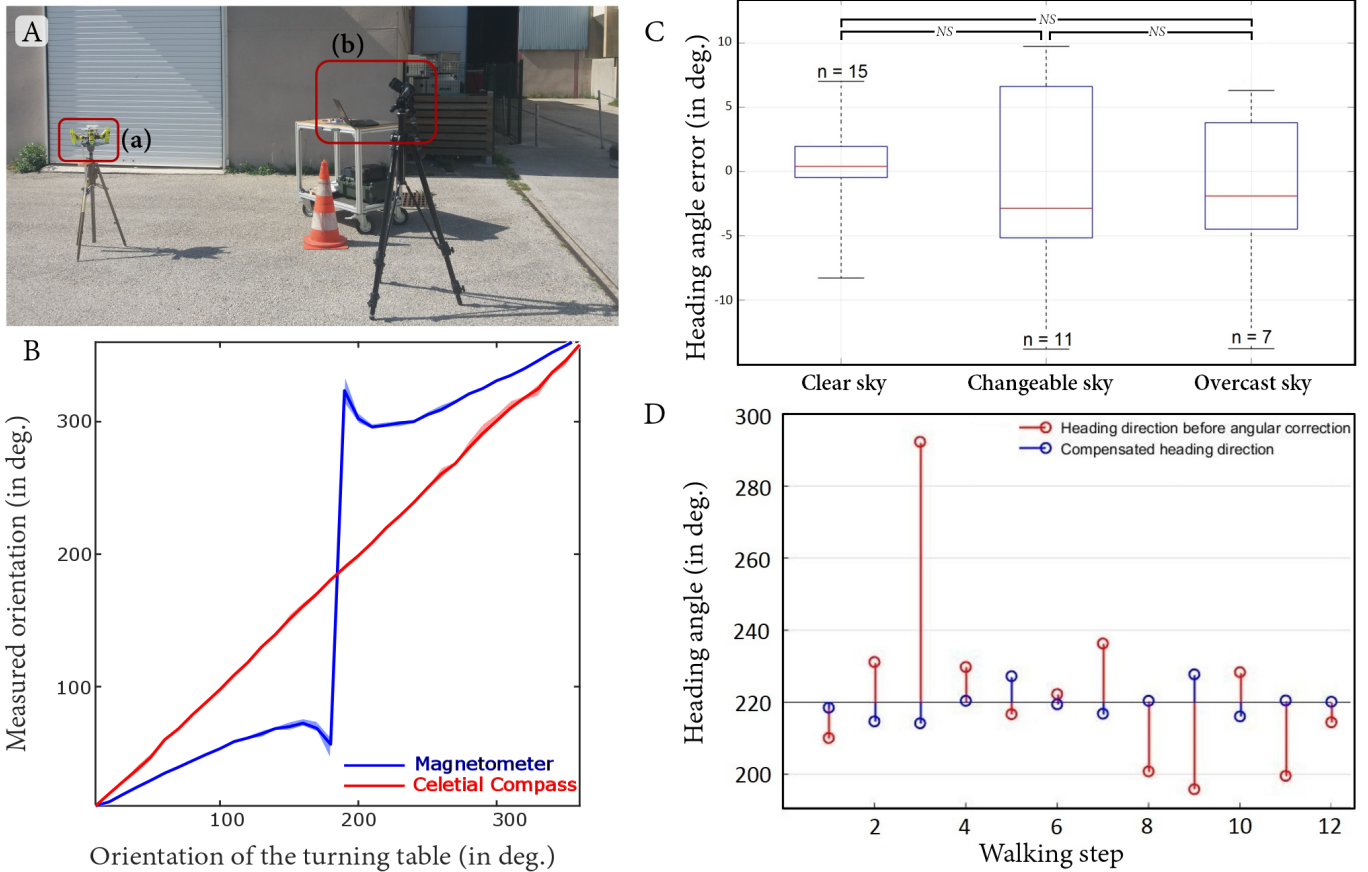 A
(b)
(a)
B
Measured orientation (in deg.)
300
200
100
Magnetometer
Celetial Compass
100
200
300
Orientation of the turning table (in deg.)
C
Heading angle error (in deg.)
10
5
0
-5
-10
NS
NS
NS
n = 15
n = 11
n = 7
Clear sky
Changeable sky
Overcast sky
D
Heading angle (in deg.)
300
280
260
240
220
200
Heading direction before angular correction
Compensated heading direction
2
4
6
8
10
12
Walking step